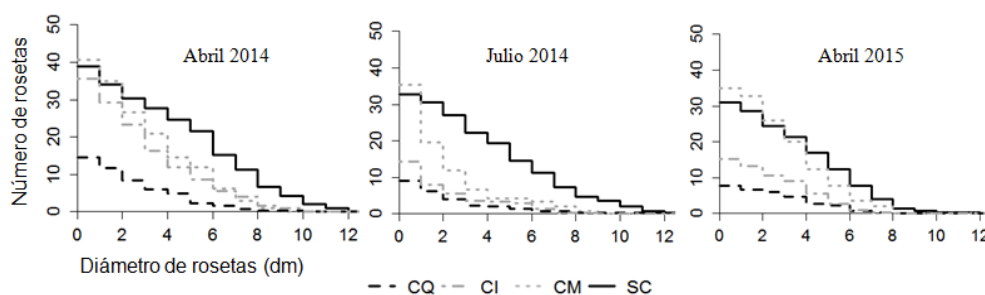 Número de rosetas
Abril 2014
0 10 20 30 40 50
0 2 4 6 8 10 12
Julio 2014
0 10 20 30 40 50
0 2 4 6 8 10 12
Abril 2015
0 10 20 30 40 50
0 2 4 6 8 10 12
Diámetro de rosetas (dm)
CQ CI CM SC